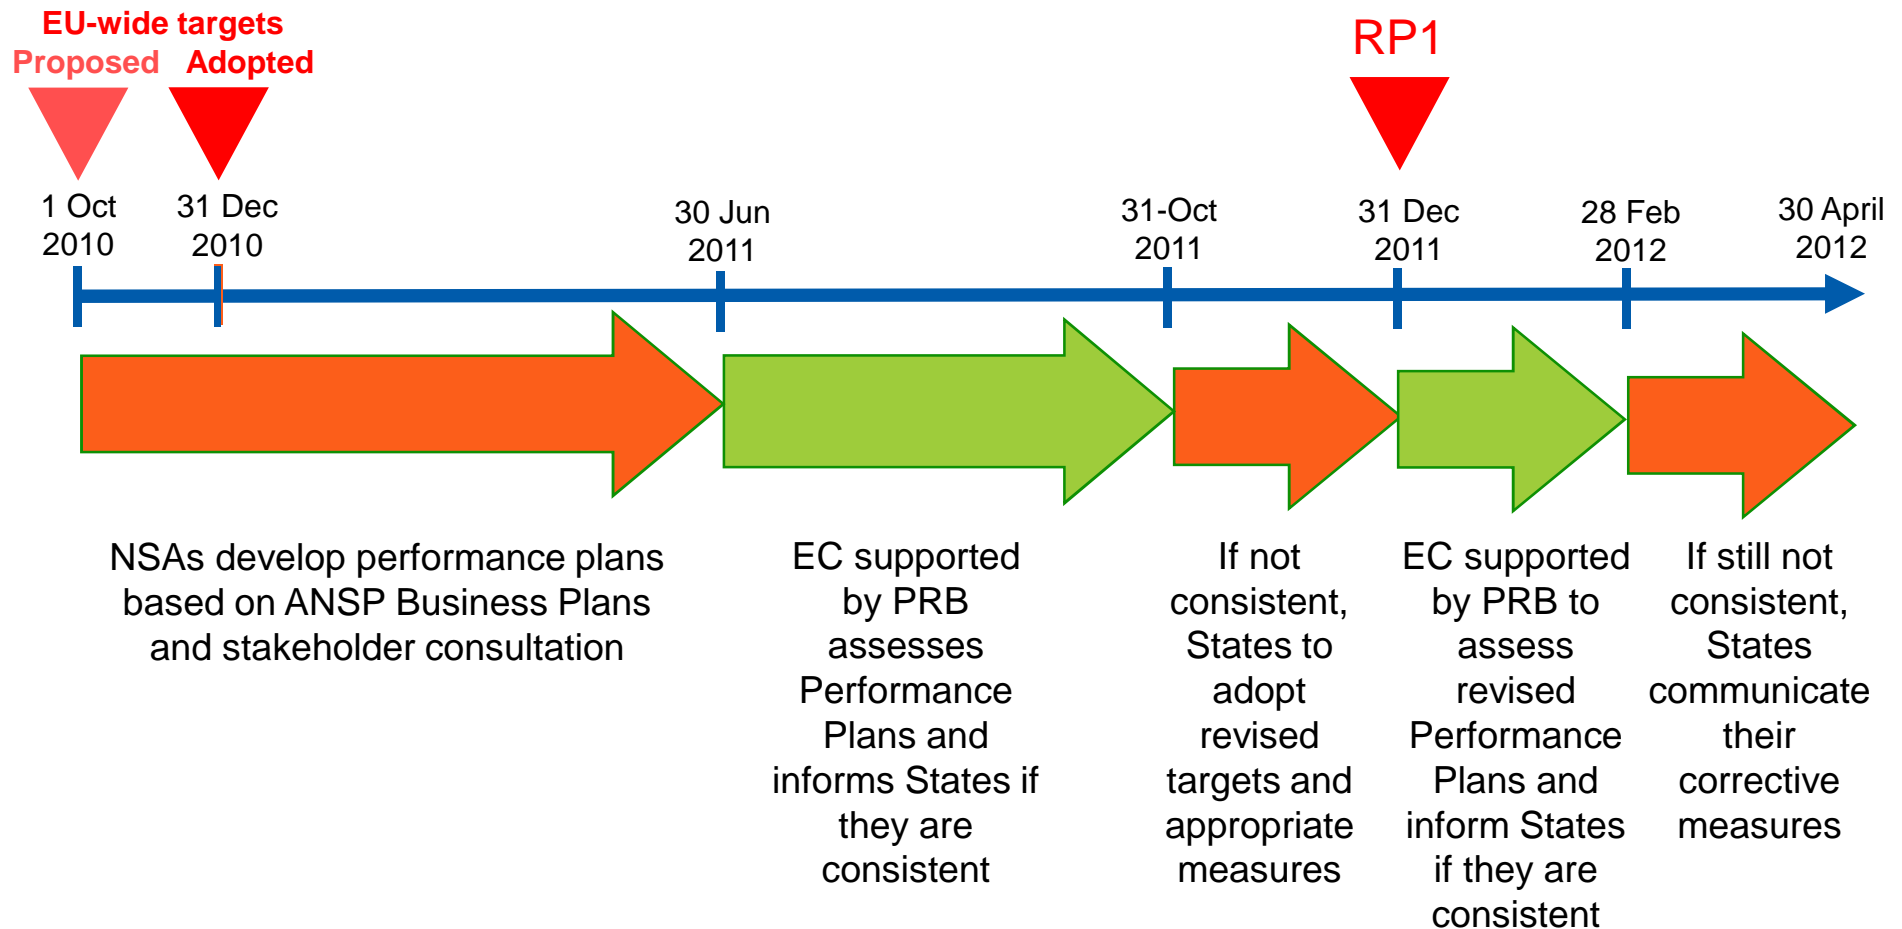 EU-wide targets
Proposed Adopted
RP1
1 Oct
2010
31 Dec
2010
30 Jun
2011
31-Oct
2011
31 Dec
2011
28 Feb
2012
30 April
2012
NSAs develop performance plans
based on ANSP Business Plans
and stakeholder consultation
EC supported
by PRB
assesses
Performance
Plans and
informs States if
they are
consistent
If not
consistent,
States to
adopt
revised
targets and
appropriate
measures
EC supported
by PRB to
assess
revised
Performance
Plans and
inform States
if they are
consistent
If still not
consistent,
States
communicate
their
corrective
measures